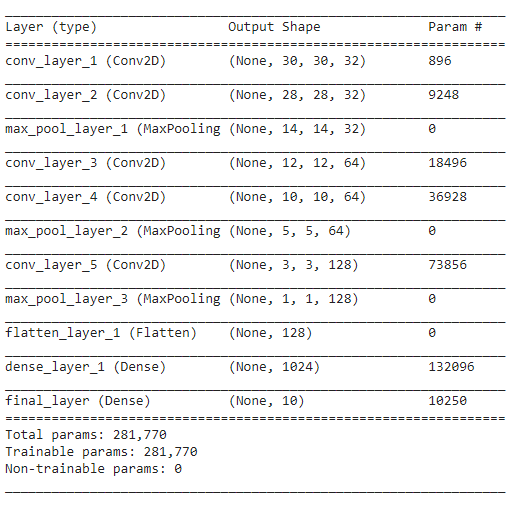 Layer (type) Output Shape Param #
conv_layer_1 (Conv2D) (None, 30, 30, 32) 896
conv_layer_2 (Conv2D) (None, 28, 28, 32) 9248
max_pool_layer_1 (MaxPooling (None, 14, 14, 32) 0
conv_layer_3 (Conv2D) (None, 12, 12, 64) 18496
conv_layer_4 (Conv2D) (None, 10, 10, 64) 36928
max_pool_layer_2 (MaxPooling (None, 5, 5, 64) 0
conv_layer_5 (Conv2D) (None, 3, 3, 128) 73856
max_pool_layer_3 (MaxPooling (None, 1, 1, 128) 0
flatten_layer_1 (Flatten) (None, 128) 0
dense_layer_1 (Dense) (None, 1024) 132096
final_layer (Dense) (None, 10) 10250
Total params: 281,770
Trainable params: 281,770
Non-trainable params: 0